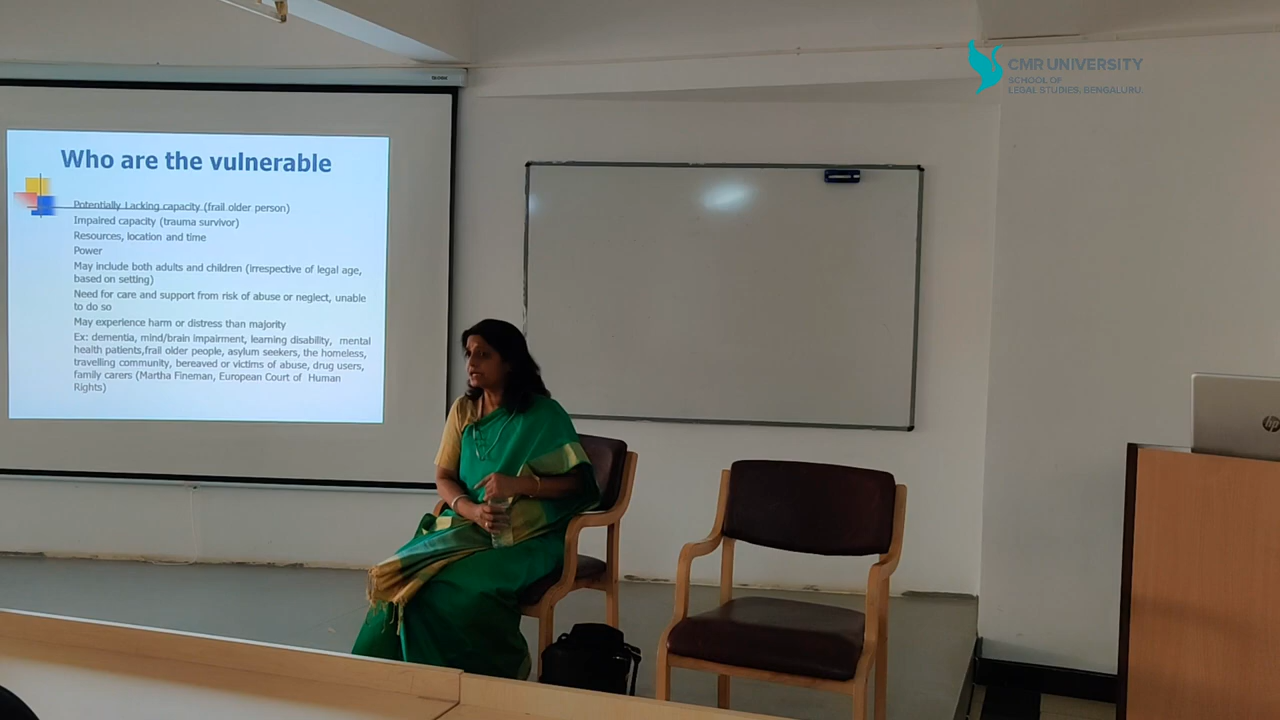 Who are the vulnerable
Potentially Lacking capacity (frail older person)
Impaired capacity (trauma survivor)
Resources, location and time
Power
May include both adults and children (irrespective of legal age,
based on setting)
Need for care and support from risk of abuse or neglect, unable
to do so
May experience harm or distress than majority
Ex: dementia, mind/brain impairment, learning disability, mental
health patients,frail older people, asylum seekers, the homeless,
travelling community, bereaved or victims of abuse, drug users,
family carers (Martha Fineman, European Court of Human
Rights)
CMR UNIVERSITY
SCHOOL OF
LEGAL STUDIES, BENGALURU.
hp